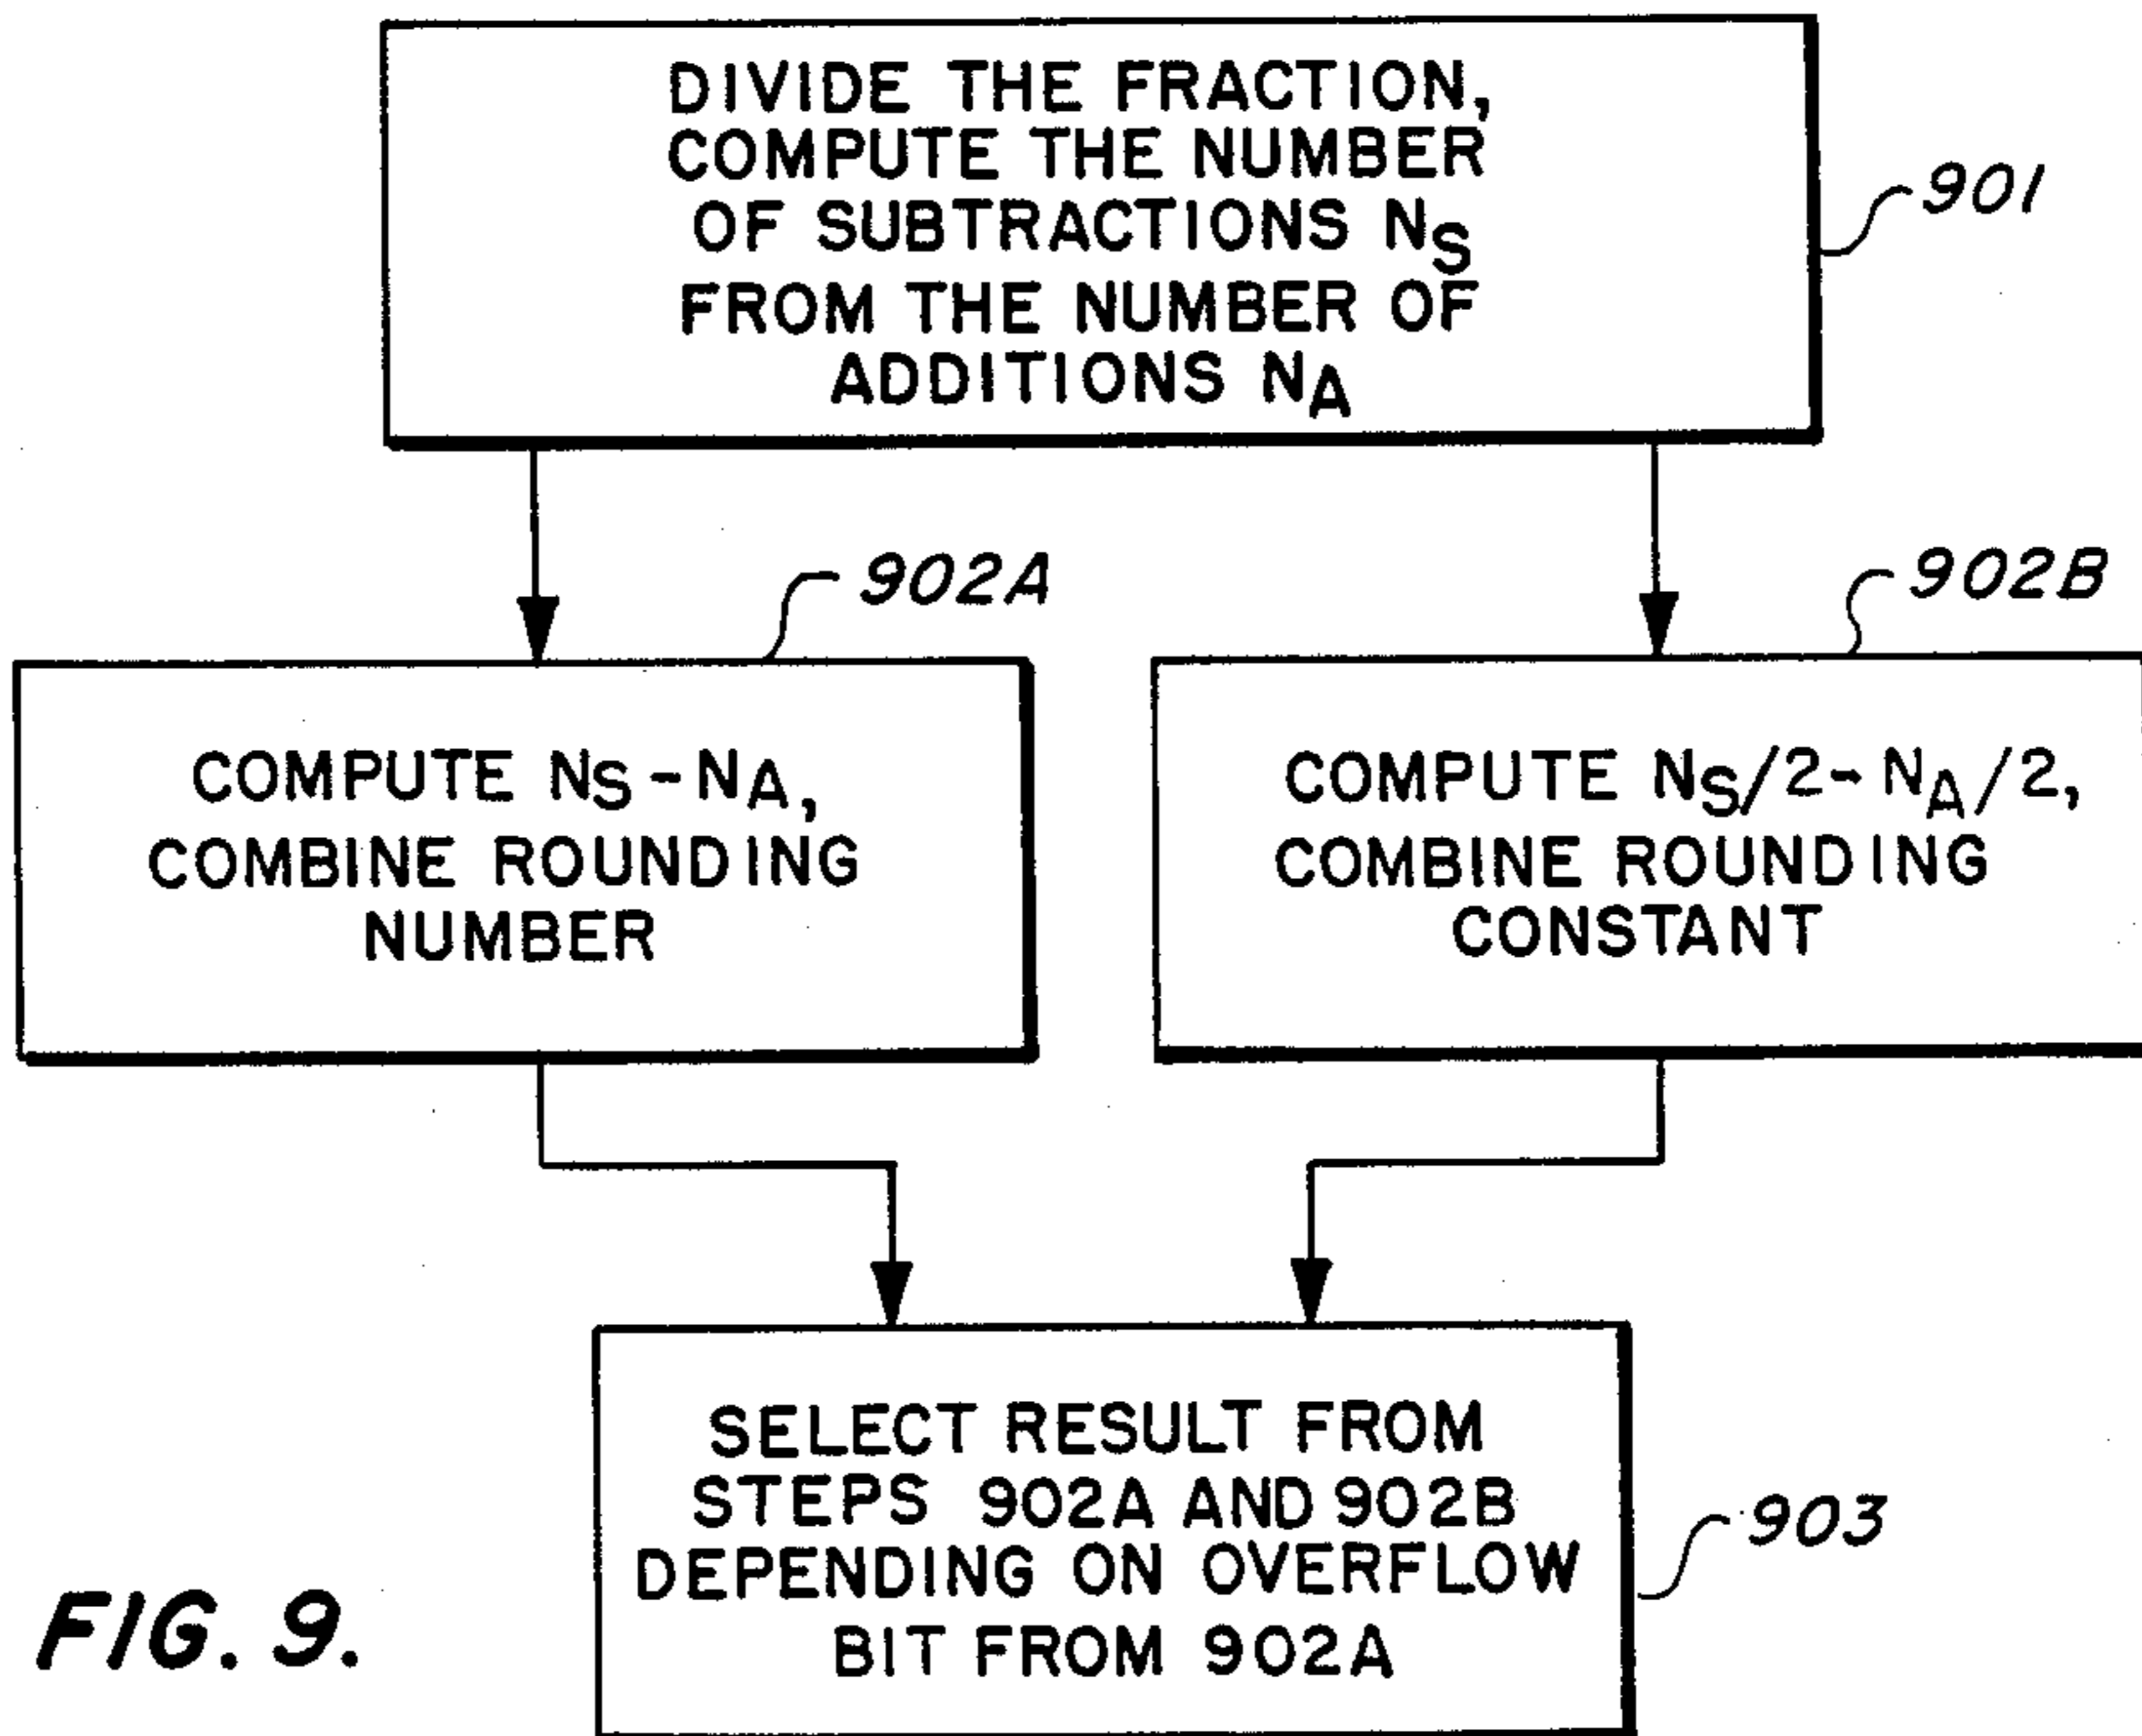 DIVIDE THE FRACTION,
COMPUTE THE NUMBER
OF SUBTRACTIONS NS
FROM THE NUMBER OF
ADDITIONS NA
901
902A
902B
COMPUTE NS-NA,
COMBINE ROUNDING
NUMBER
COMPUTE NS/2-NA/2,
COMBINE ROUNDING
CONSTANT
SELECT RESULT FROM
STEPS 902A AND 902B
DEPENDING ON OVERFLOW
BIT FROM 902A
903
FIG. 9.